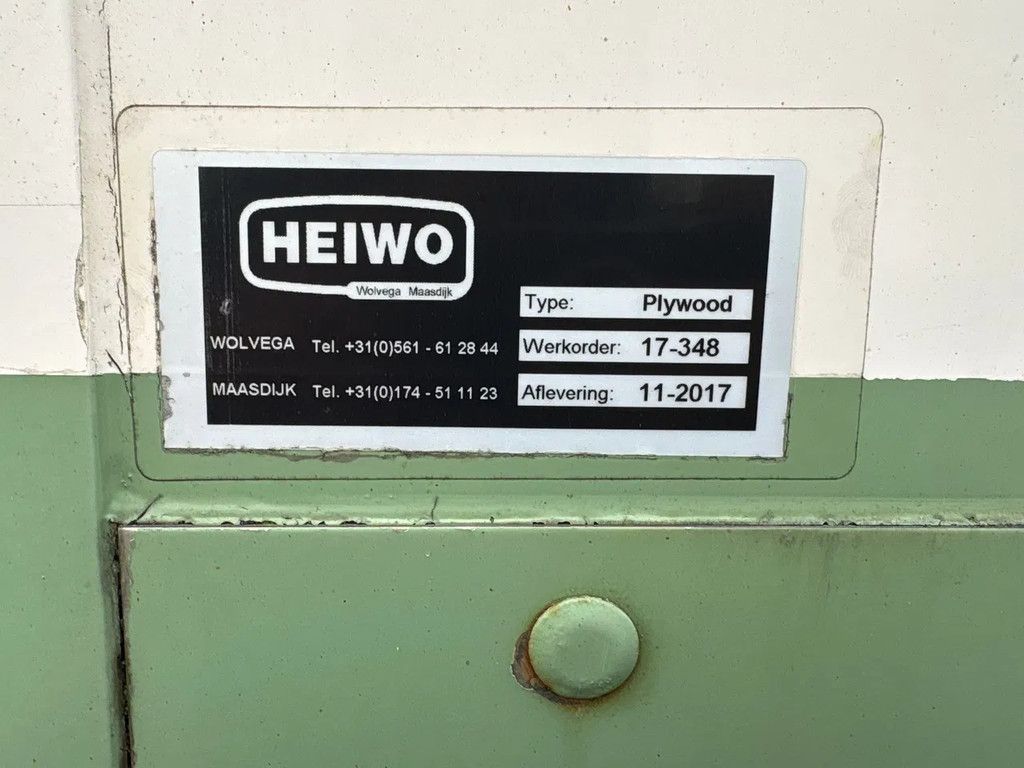 HEIWO
Wolvega Maasdijk
WOLVEGA Tel. +31(0)561 - 61 28 44
MAASDIJK Tel. +31(0)174 - 51 11 23
Type: Plywood
Werkorder: 17-348
Aflevering: 11-2017